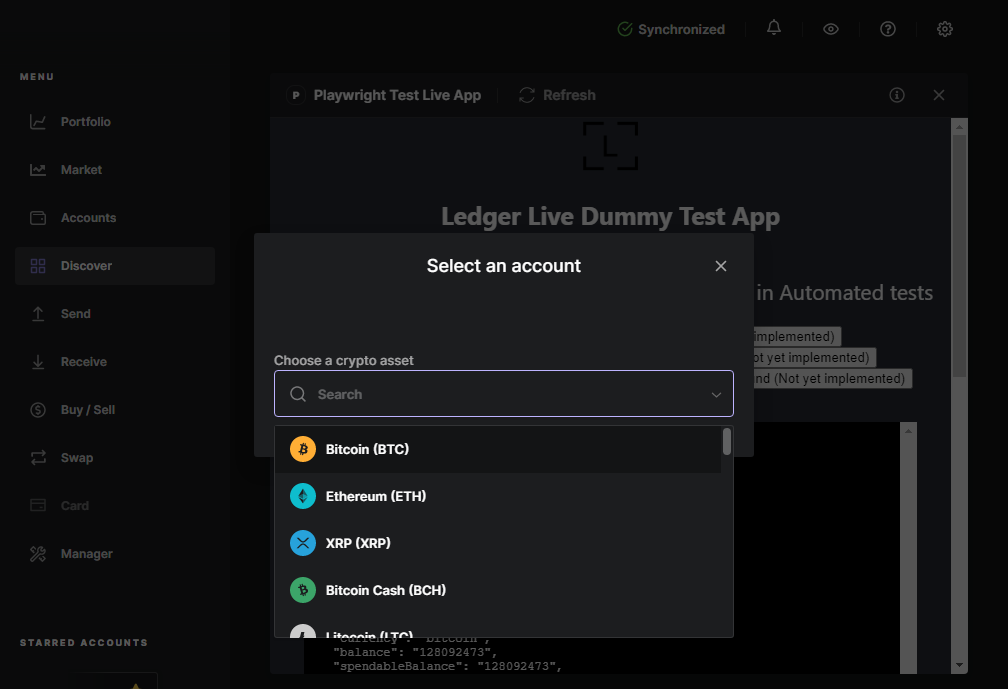 Synchronized
MENU
Portfolio
Market
Accounts
Discover
Send
Receive
Buy / Sell
Swap
Card
Manager
STARRED ACCOUNTS
P Playwright Test Live App Refresh
Ledger Live Dummy Test App
in Automated tests
implemented)
ot yet implemented)
nd (Not yet implemented)
Select an account
Choose a crypto asset
Search
Bitcoin (BTC)
Ethereum (ETH)
XRP (XRP)
Bitcoin Cash (BCH)
Litecoin (LTC)
"currency": "bitcoin",
"balance": "128092473",
"spendableBalance": "128092473",